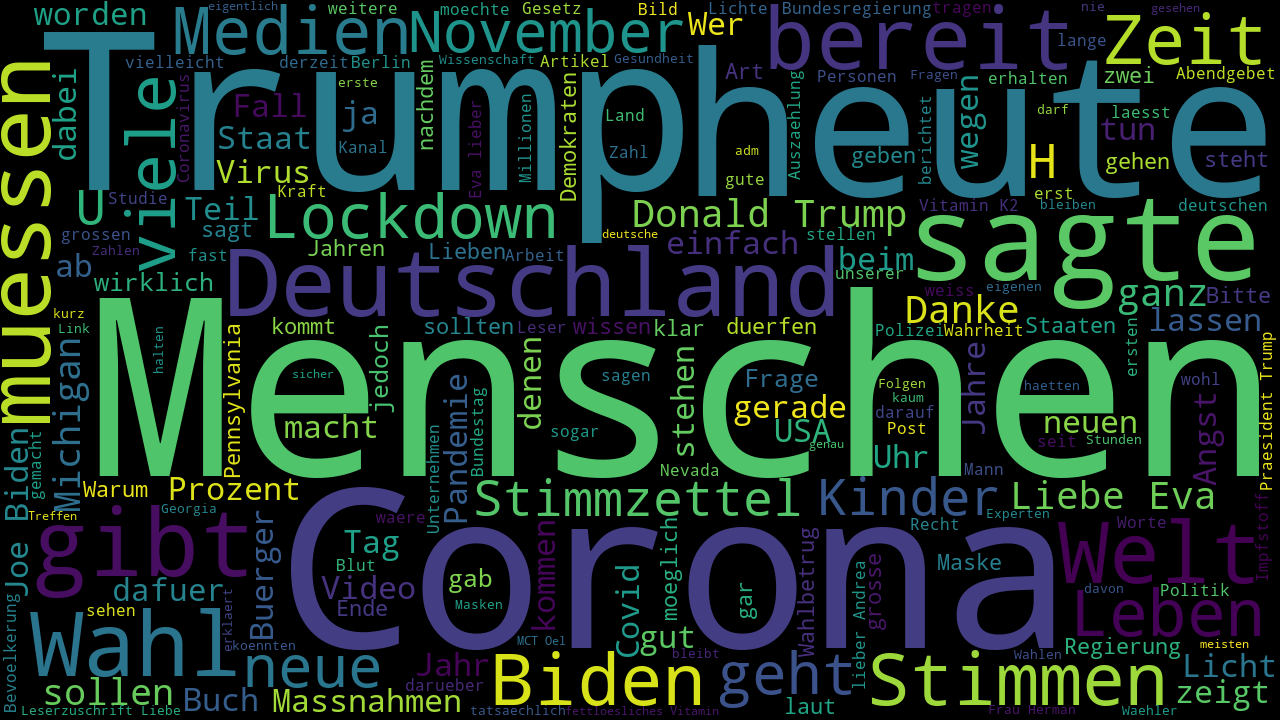 worden
eigentlich
weitere
moechte
Gesetz
Bild
Lichte
Bundesregierung
tragen
nie
gesehen
Medien
November
Wer
bereit
lange
Zeit
Trump
heute
vielleicht
derzeit
Berlin
Wissenschaft
Artikel
Gesundheit
Art
Personen
Fragen
erhalten
zwei
Abendgebet
muessen
dabei
viele
Coronavirus
Fall
erste
ja
nachdem
Eva lieber
Millionen
Demokraten
Land
Auszaehlung
berichtet
wegen
darf
laesst
tun
Staat
Kanal
Zahl
adm
geben
H
gehen
steht
Virus
Kraft
gute
erst
U
Studie
Teil
Lockdown
Donald Trump
Vitamin K2
bleiben
deutschen
sagte
grossen
Zahlen
sagt
Jahren
deutsche
einfach
stellen
fast
Lieben
Arbeit
beim
unserer
ab
wirklich
Deutschland
weiss
eigenen
ganz
Bitte
kurz
Link
kommt
sollten
Leser
wissen
klar
duerfen
Danke
Polizei
Wahrheit
Staaten
lassen
Michigan
halten
Pennsylvania
jedoch
denen
stehen
Jahre
ersten
Praesident Trump
Menschen
sicher
sagen
Frage
Folgen
kaum
haetten
wohl
macht
gerade
darauf
neuen
Angst
sogar
USA
Post
seit
Stunden
genau
Joe Biden
gemacht
Pandemie
Bundestag
Unternehmen
Nevada
Uhr
Mann
Warum
Prozent
Stimmzettel
Kinder
Liebe Eva
Impfstoff
Treffen
Georgia
waere
Experten
gibt
Buerger
Corona
Recht
Worte
Welt
Tag
kommen
moeglich
Blut
Maske
dafuer
Video
gab
Covid
gar
Wahlbetrug
lieber Andrea
grosse
davon
Politik
sehen
Ende
Masken
Leben
Bevoelkerung
erklaert
Wahl
koennten
MCT Oel
gut
bleibt
Wahlen
Regierung
meisten
neue
Jahr
darueber
Biden
geht
Stimmen
Licht
sollen
Buch
Massnahmen
zeigt
Leserzuschrift Liebe
tatsaechlich
fettloesliches Vitamin
laut
Frau Herman
Waehler